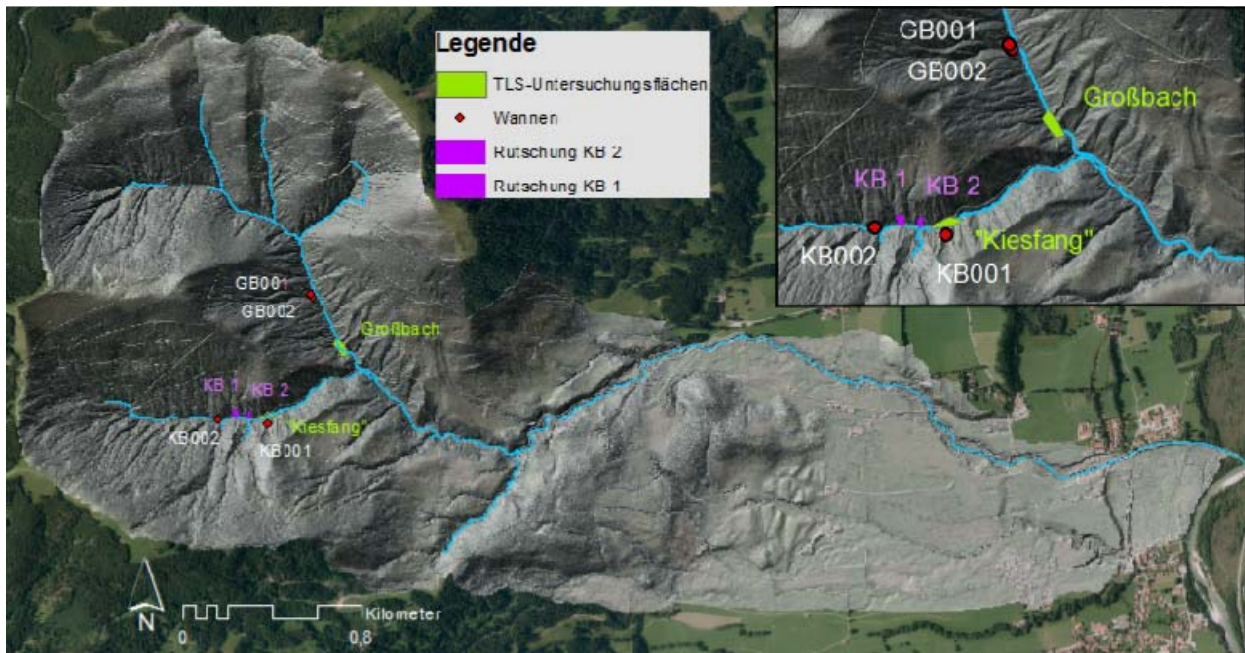 Legende
TLS-Untersuchungsflächen
Wannen
Rutschung KB 2
Rutschung KB 1
GB001
GB002
Großbach
KB 1
KB 2
"Kiesfang"
KB002
KB001
GB001
GB002
Großbach
KB 1
KB 2
"Kiesfang"
KB002
KB001
N
Kilometer
0
0,8